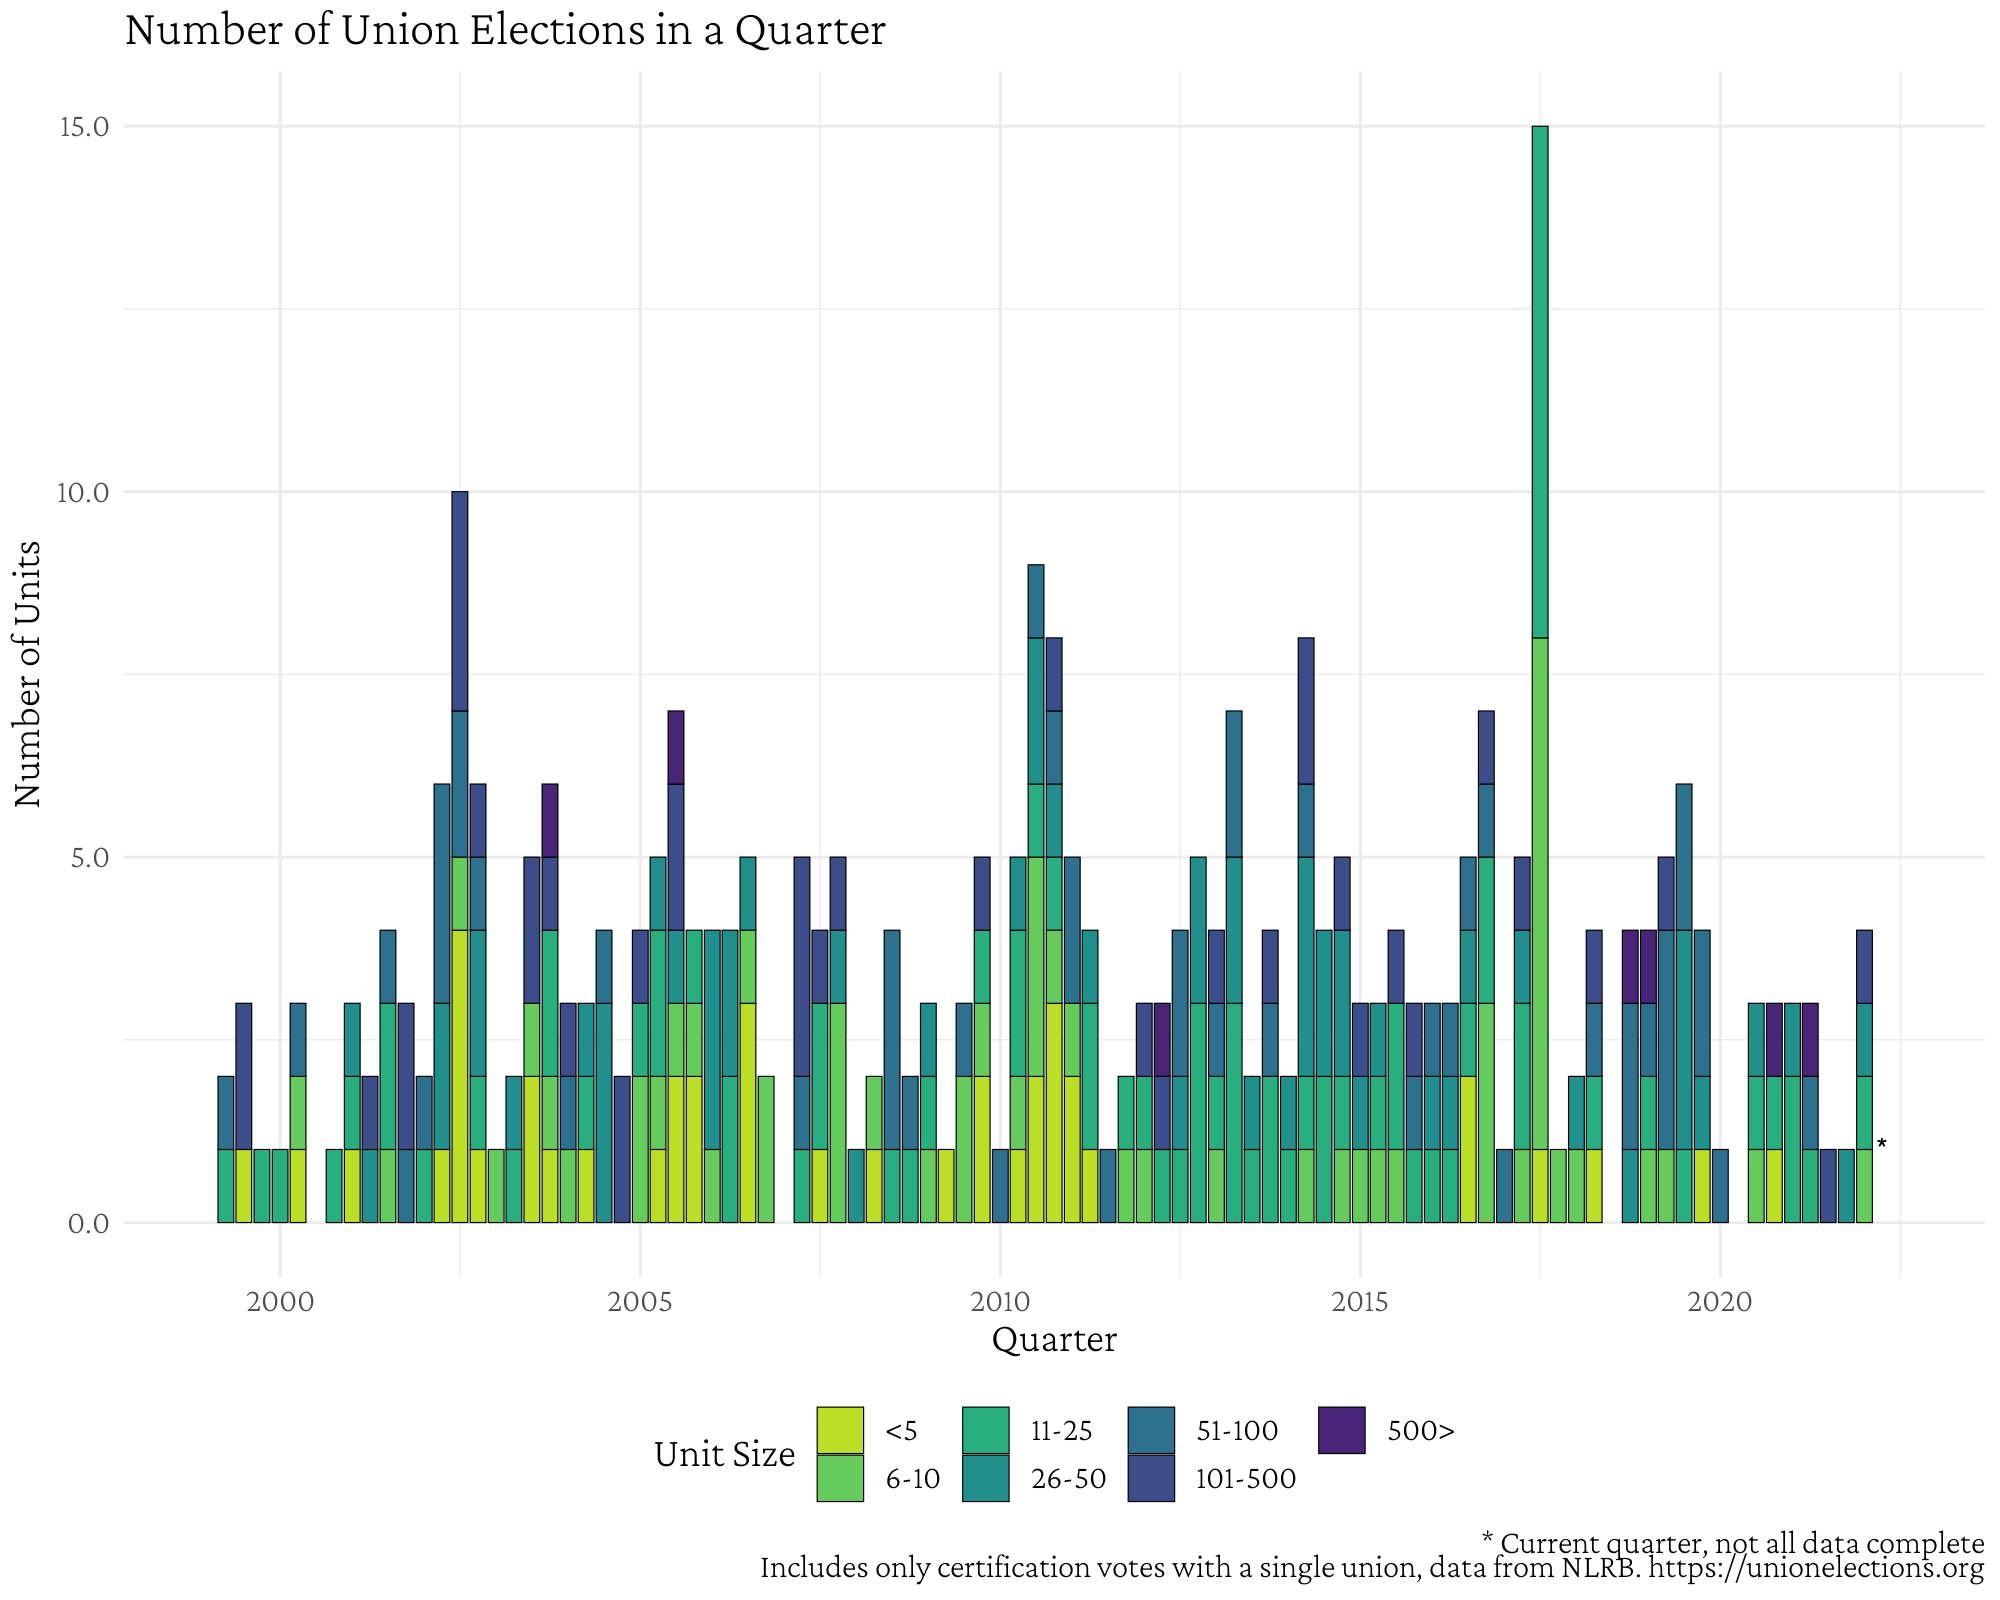 Number of Union Elections in a Quarter
Number of Units
15.0
10.0
5.0
0.0
*
2000 2005 2010 2015 2020
Quarter
Unit Size
<5 11-25 51-100 500>
6-10 26-50 101-500
* Current quarter, not all data complete
Includes only certification votes with a single union, data from NLRB. https://unionelections.org